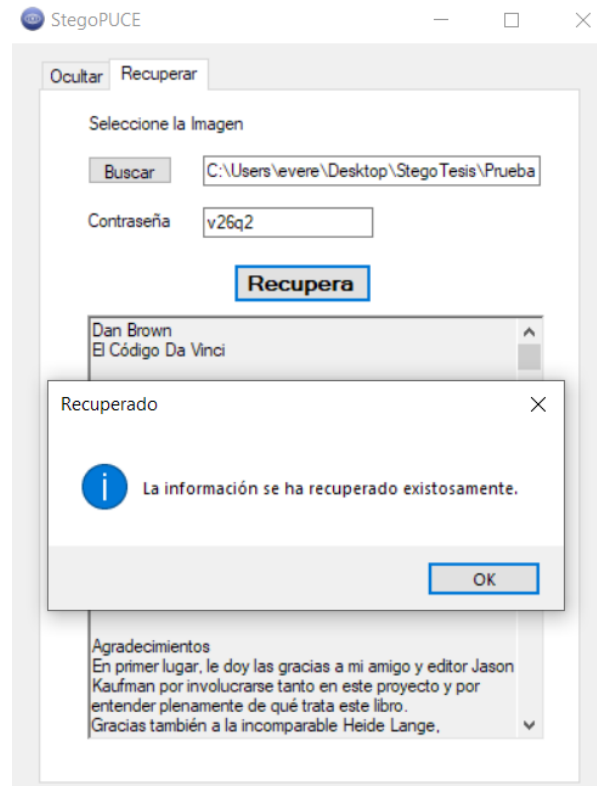 StegoPUCE
Ocultar Recuperar
Seleccione la Imagen
Buscar C:\Users\evere\Desktop\StegoTesis\Prueba
Contraseña v26q2
Recupera
Dan Brown
El Código Da Vinci
Recuperado
La información se ha recuperado existosamente.
OK
Agradecimientos
En primer lugar, le doy las gracias a mi amigo y editor Jason
Kaufman por involucrarse tanto en este proyecto y por
entender plenamente de qué trata este libro.
Gracias también a la incomparable Heide Lange,